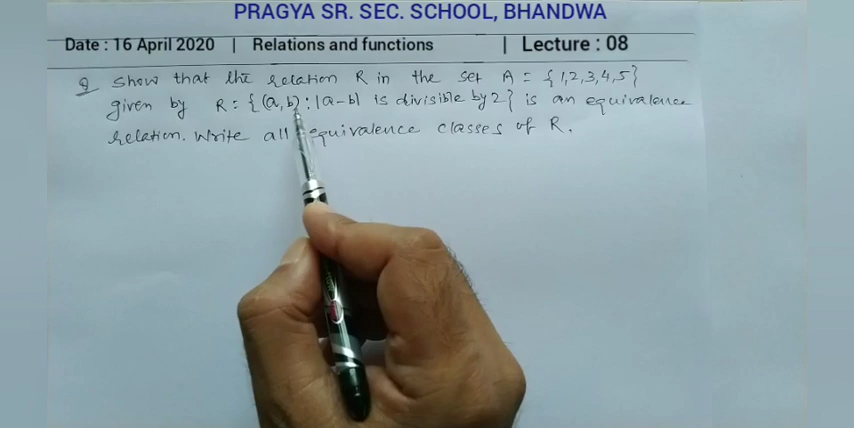 PRAGYA SR. SEC. SCHOOL, BHANDWA
Date : 16 April 2020 | Relations and functions | Lecture : 08
Q Show that the relation R in the set A = {1,2,3,4,5}
given by R = {(a,b) : |a-b| is divisible by 2} is an equivalence
relation. Write all equivalence classes of R.